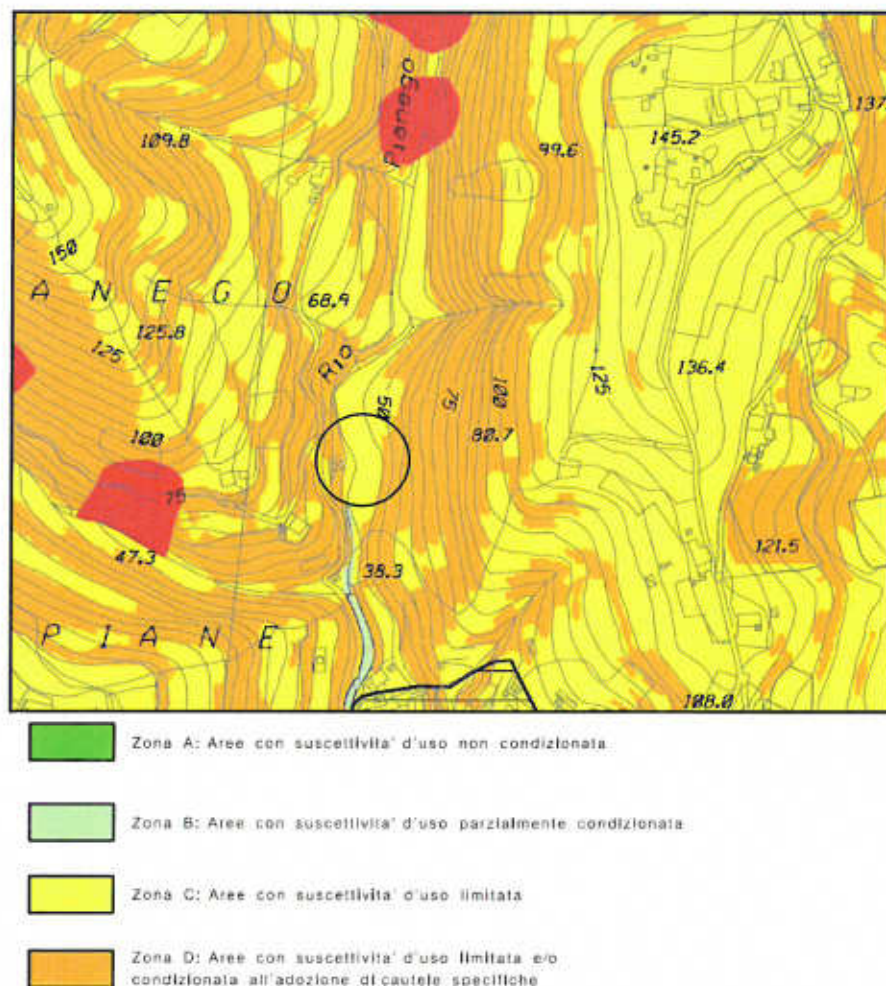 Pianego
137
109.8
99.6
145.2
150
A N E G O
68.9
125.8
125
RIO
136.4
125
100
75
50
80.7
100
75
121.5
47.3
38.3
P I A N E
108.0
Zona A: Aree con suscettivita' d'uso non condizionata
Zona B: Aree con suscettivita' d'uso parzialmente condizionata
Zona C: Aree con suscettivita' d'uso limitata
Zona D: Aree con suscettivita' d'uso limitata e/o
condizionata all'adozione di cautele specifiche